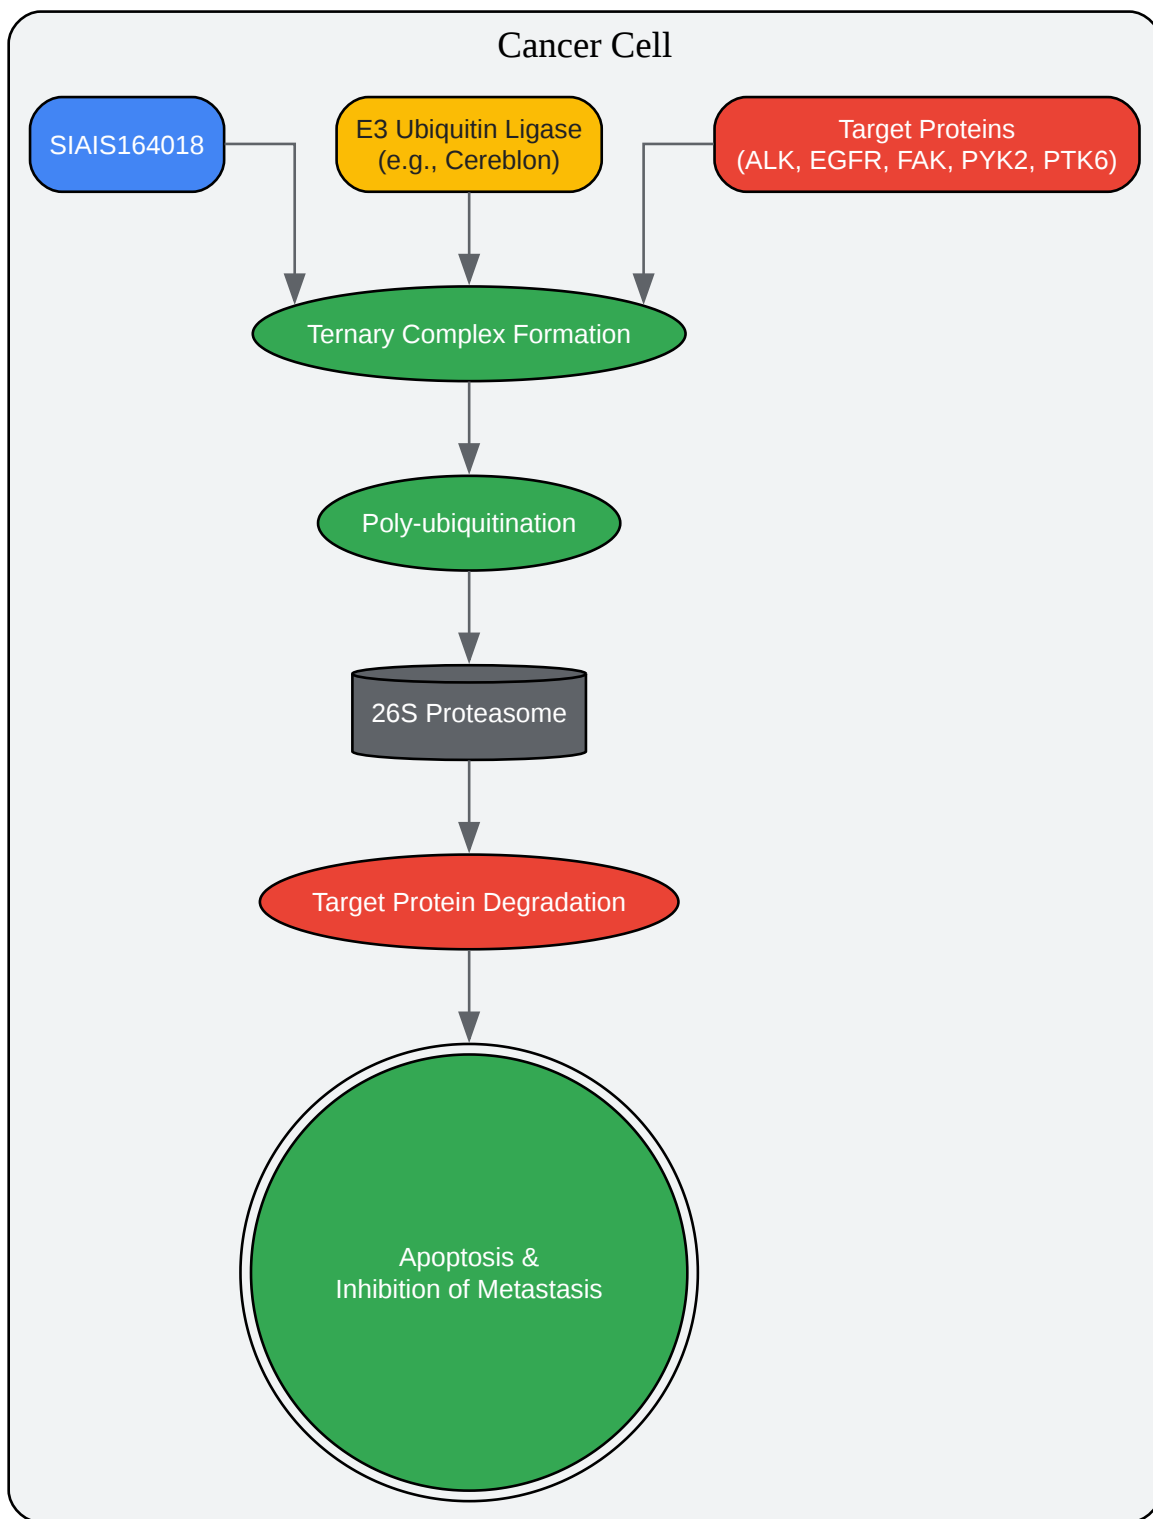 Cancer Cell
SIAIS164018
E3 Ubiquitin Ligase
(e.g., Cereblon)
Target Proteins
(ALK, EGFR, FAK, PYK2, PTK6)
Ternary Complex Formation
Poly-ubiquitination
26S Proteasome
Target Protein Degradation
Apoptosis &
Inhibition of Metastasis